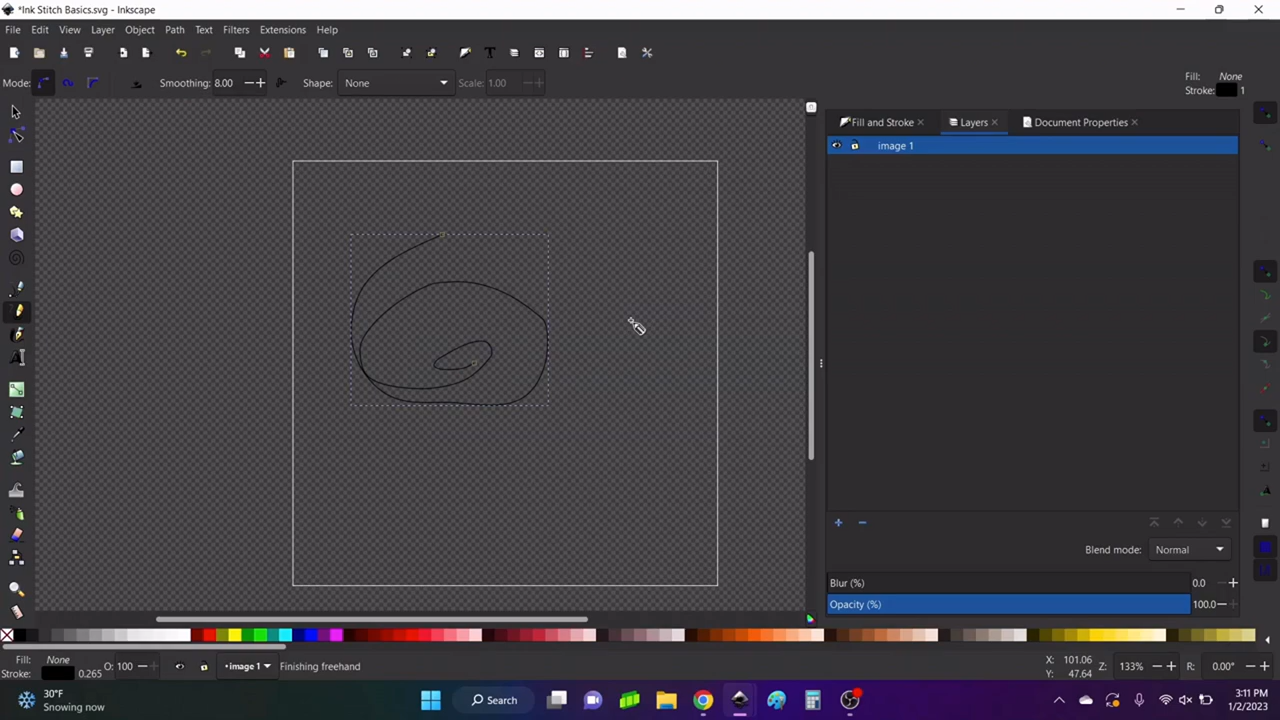 *Ink Stitch Basics.svg - Inkscape
File Edit View Layer Object Path Text Filters Extensions Help
Mode: Smoothing: 8.00 Shape: None Scale: 1.00
Fill: None
Stroke: 1
Fill and Stroke Layers Document Properties
image 1
Blend mode: Normal
Blur (%) 0.0
Opacity (%) 100.0
Fill: None
Stroke: 0.265
O: 100
image 1
Finishing freehand
X: 101.06
Y: 47.64
Z: 133%
R: 0.00°
30°F
Snowing now
Search
3:11 PM
1/2/2023